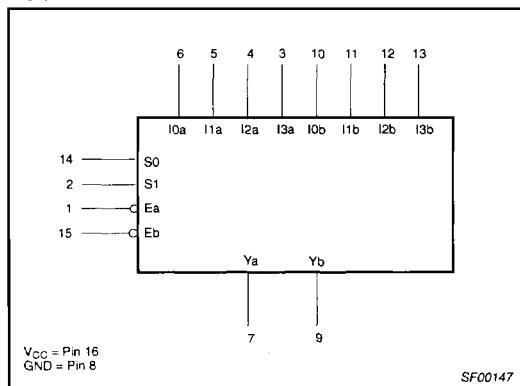 6 5 4 3 10 11 12 13
I0a I1a I2a I3a I0b I1b I2b I3b
14 S0
2 S1
1 Ea
15 Eb
Ya Yb
7 9
VCC = Pin 16
GND = Pin 8
SF00147